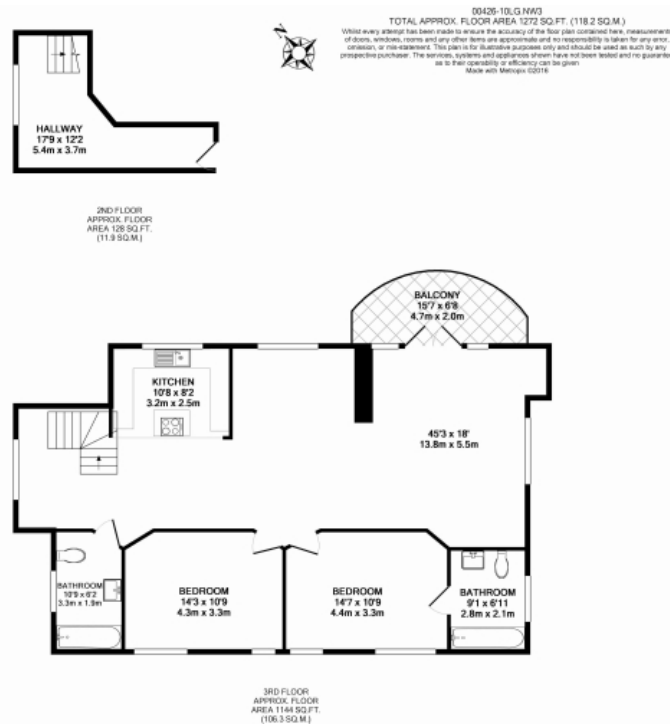 00426-10LG.NW3
TOTAL APPROX. FLOOR AREA 1272 SQ.FT. (118.2 SQ.M.)
Whilst every attempt has been made to ensure the accuracy of the floor plan contained here, measurements
of doors, windows, rooms and any other items are approximate and no responsibility is taken for any error,
omission, or mis-statement. This plan is for illustrative purposes only and should be used as such by any
prospective purchaser. The services, systems and appliances shown have not been tested and no guarantee
as to their operability or efficiency can be given
Made with Metropix ©2016
N
HALLWAY
17'9 x 12'2
5.4m x 3.7m
2ND FLOOR
APPROX. FLOOR
AREA 128 SQ.FT.
(11.9 SQ.M.)
BALCONY
15'7 x 6'8
4.7m x 2.0m
KITCHEN
10'8 x 8'2
3.2m x 2.5m
45'3 x 18'
13.8m x 5.5m
BATHROOM
10'9 x 6'2
3.3m x 1.9m
BEDROOM
14'3 x 10'9
4.3m x 3.3m
BEDROOM
14'7 x 10'9
4.4m x 3.3m
BATHROOM
9'1 x 6'11
2.8m x 2.1m
3RD FLOOR
APPROX. FLOOR
AREA 1144 SQ.FT.
(106.3 SQ.M.)